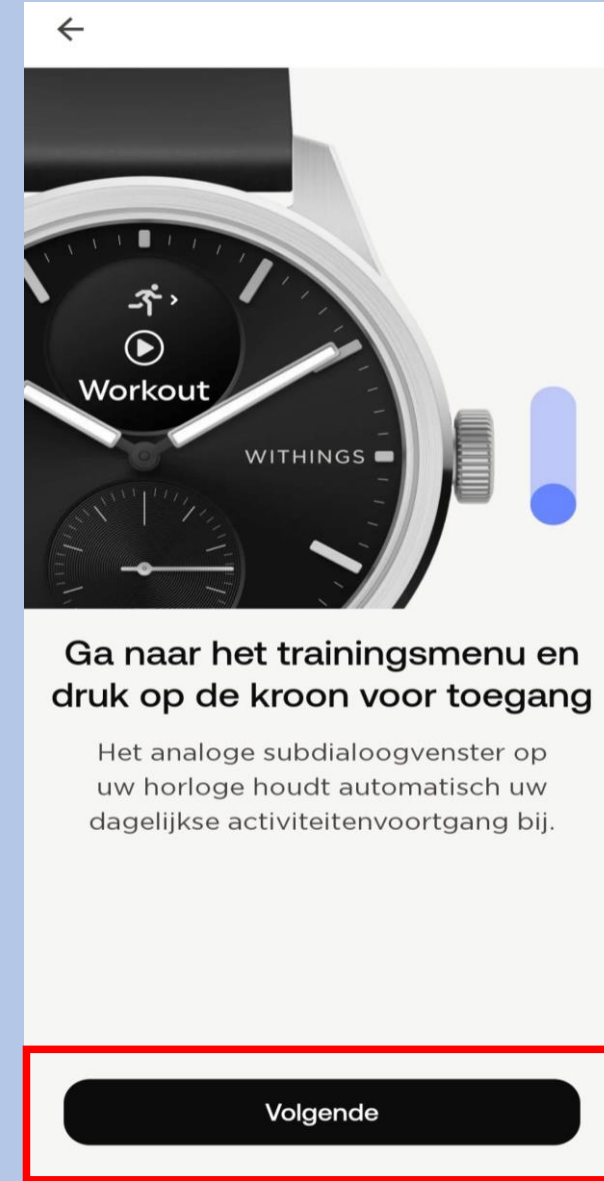 Workout
WITHINGS
Ga naar het trainingsmenu en
druk op de kroon voor toegang
Het analoge subdialoogvenster op
uw horloge houdt automatisch uw
dagelijkse activiteitenvoortgang bij.
Volgende